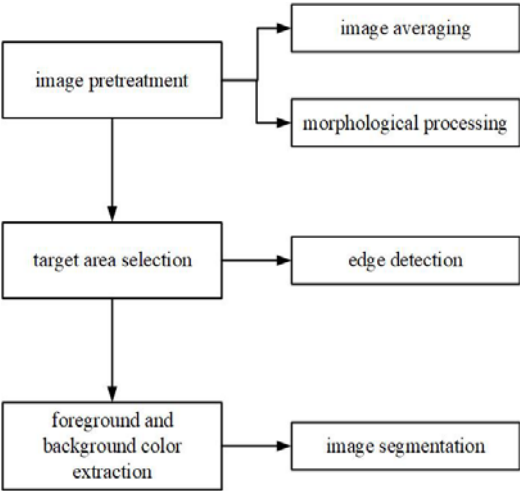 image averaging
image pretreatment
morphological processing
target area selection
edge detection
foreground and
background color
extraction
image segmentation